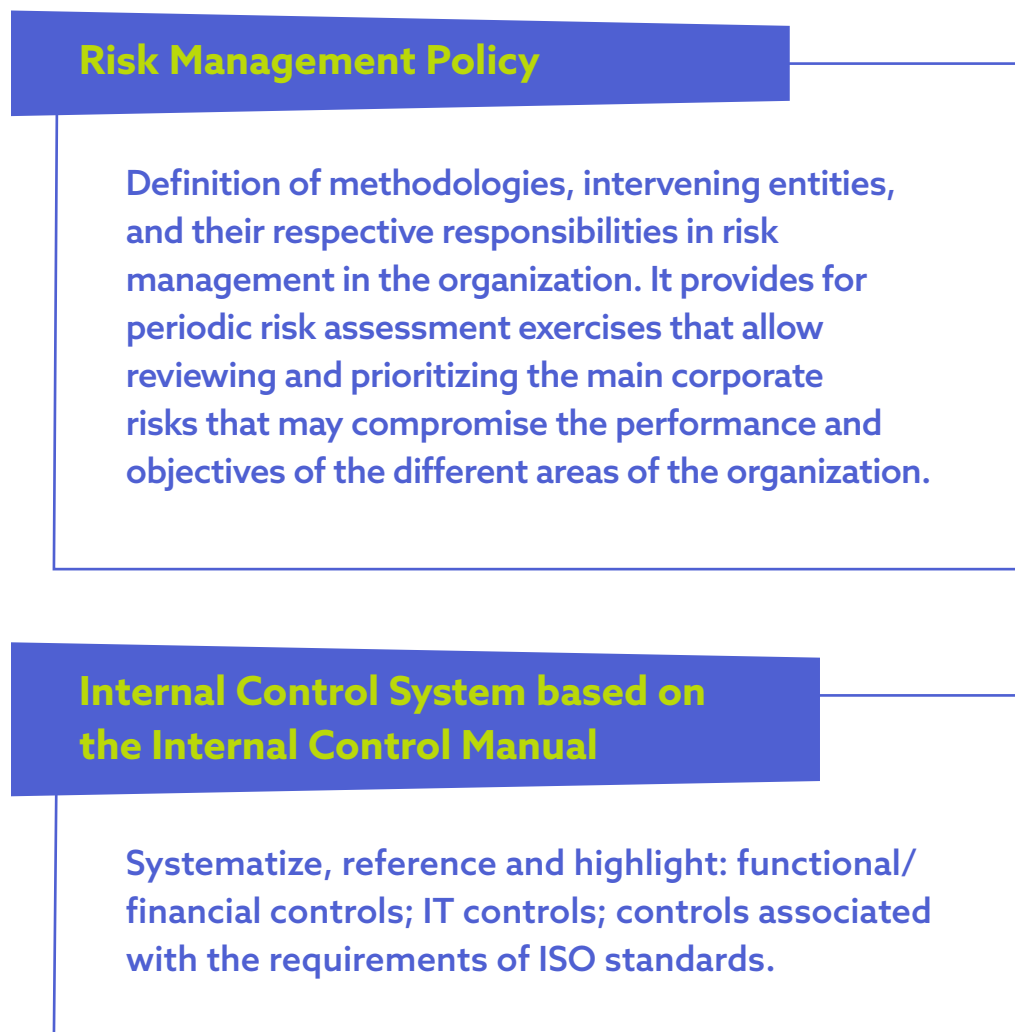 Risk Management Policy
Definition of methodologies, intervening entities,
and their respective responsibilities in risk
management in the organization. It provides for
periodic risk assessment exercises that allow
reviewing and prioritizing the main corporate
risks that may compromise the performance and
objectives of the different areas of the organization.
Internal Control System based on
the Internal Control Manual
Systematize, reference and highlight: functional/
financial controls; IT controls; controls associated
with the requirements of ISO standards.